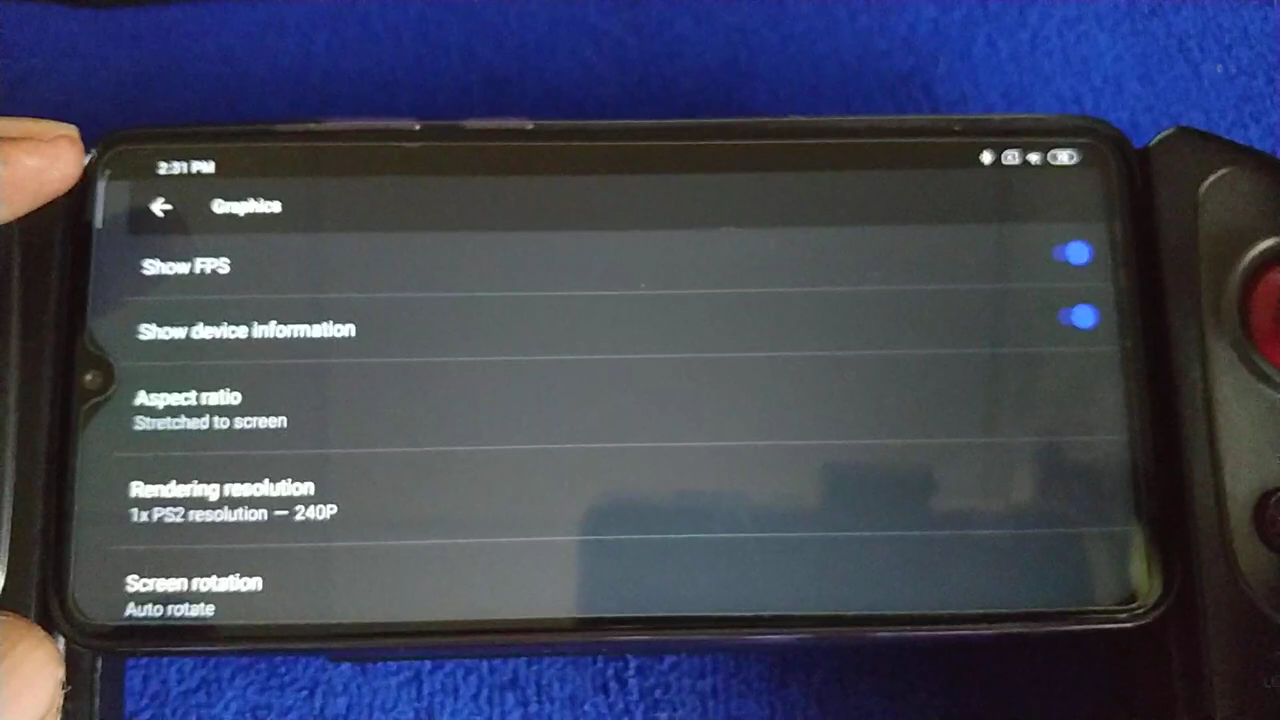 2:31 PM
Graphics
Show FPS
Show device information
Aspect ratio
Stretched to screen
Rendering resolution
1x PS2 resolution — 240P
Screen rotation
Auto rotate